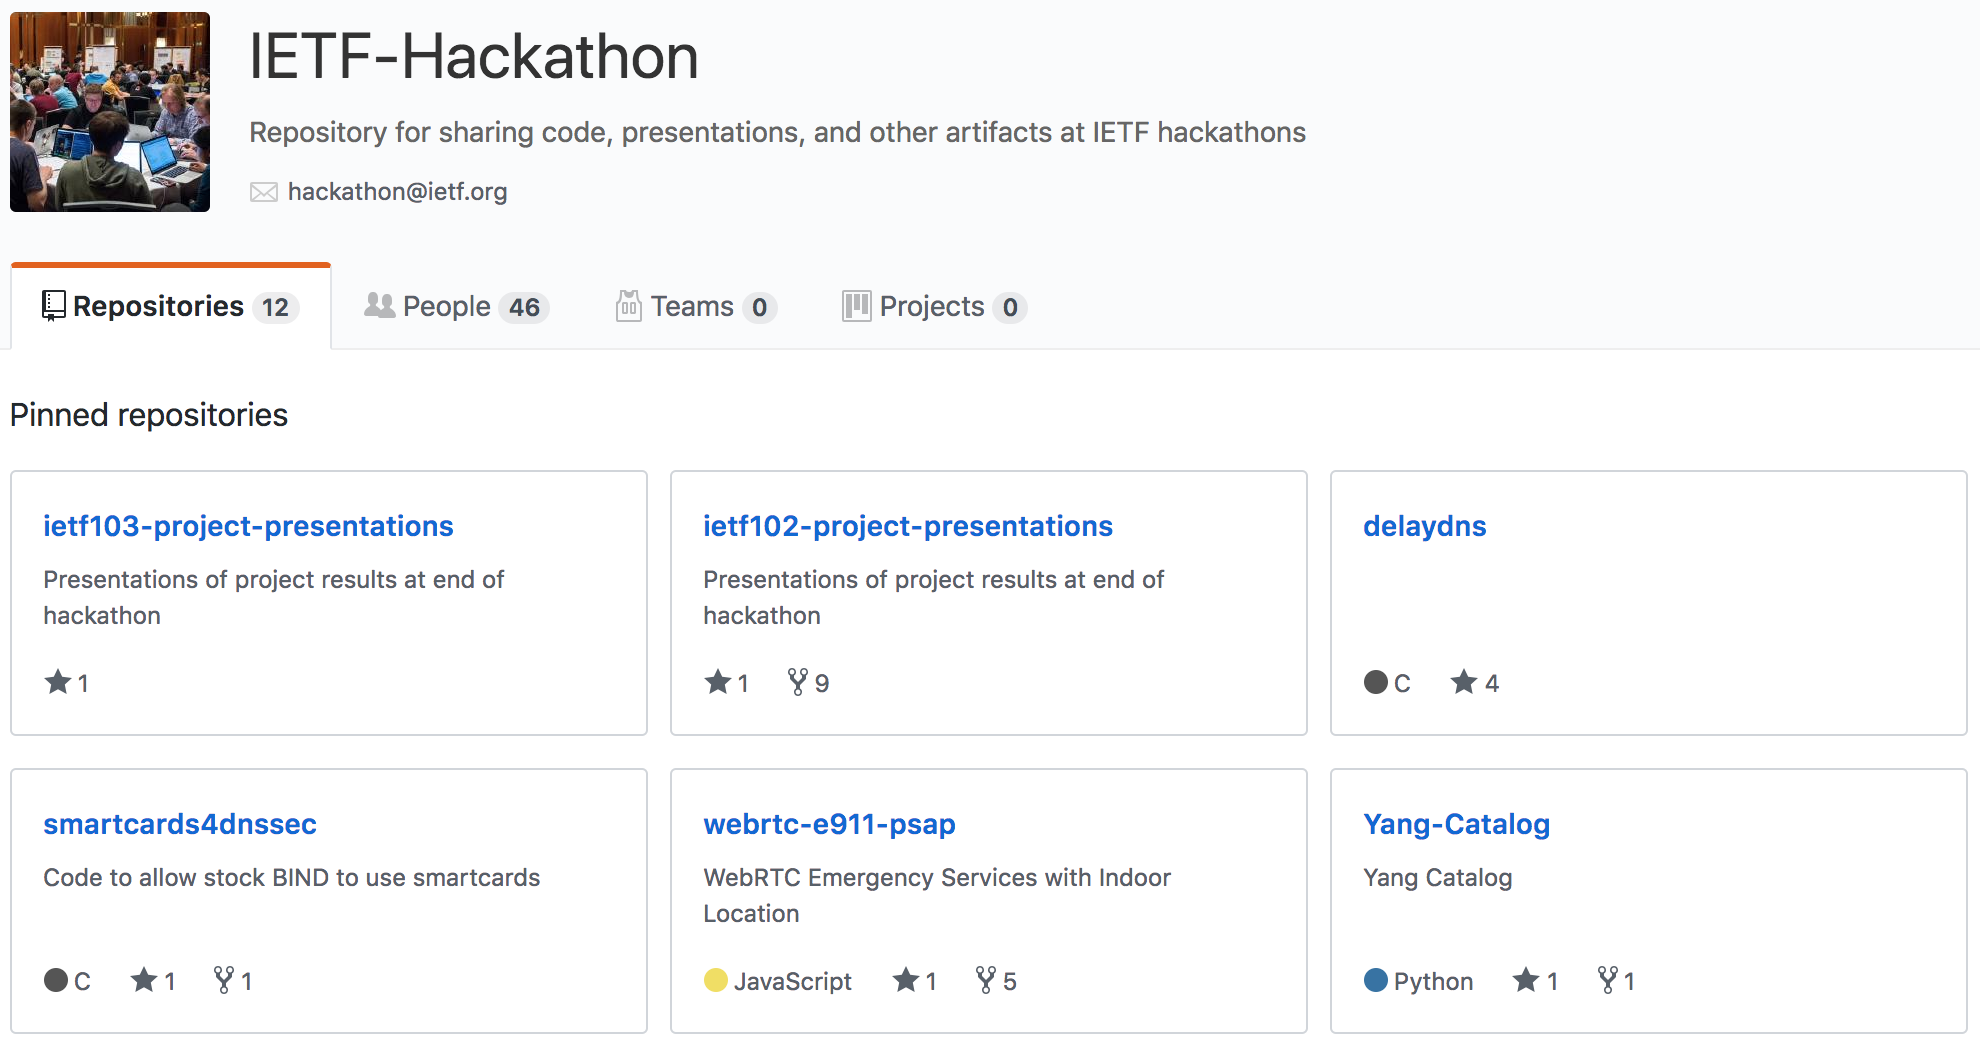 IETF-Hackathon
Repository for sharing code, presentations, and other artifacts at IETF hackathons
hackathon@ietf.org
Repositories 12 People 46 Teams 0 Projects 0
Pinned repositories
ietf103-project-presentations
Presentations of project results at end of
hackathon
1
ietf102-project-presentations
Presentations of project results at end of
hackathon
1 9
delaydns
C 4
smartcards4dnssec
Code to allow stock BIND to use smartcards
C 1 1
webrtc-e911-psap
WebRTC Emergency Services with Indoor
Location
JavaScript 1 5
Yang-Catalog
Yang Catalog
Python 1 1